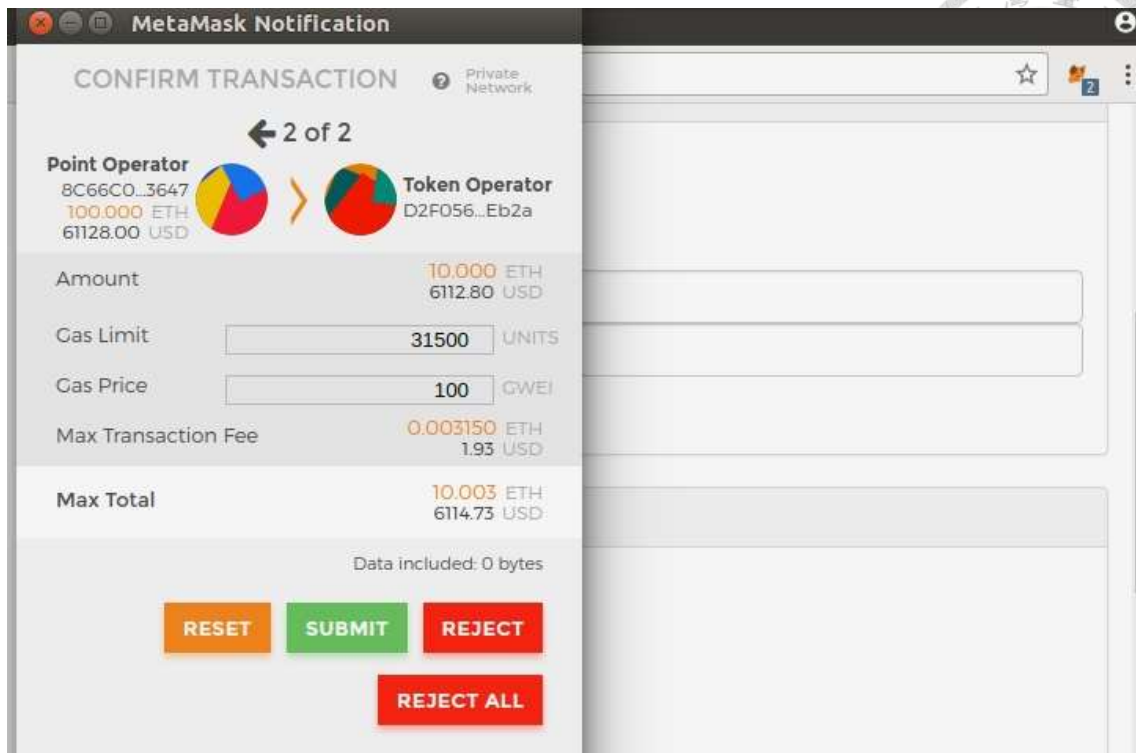 MetaMask Notification
CONFIRM TRANSACTION ? Private Network
2 of 2
Point Operator
8C66C0...3647
100.000 ETH
61128.00 USD
Token Operator
D2F056...Eb2a
Amount 10.000 ETH
6112.80 USD
Gas Limit 31500 UNITS
Gas Price 100 GWEI
Max Transaction Fee 0.003150 ETH
1.93 USD
Max Total 10.003 ETH
6114.73 USD
Data included: 0 bytes
RESET SUBMIT REJECT
REJECT ALL
2